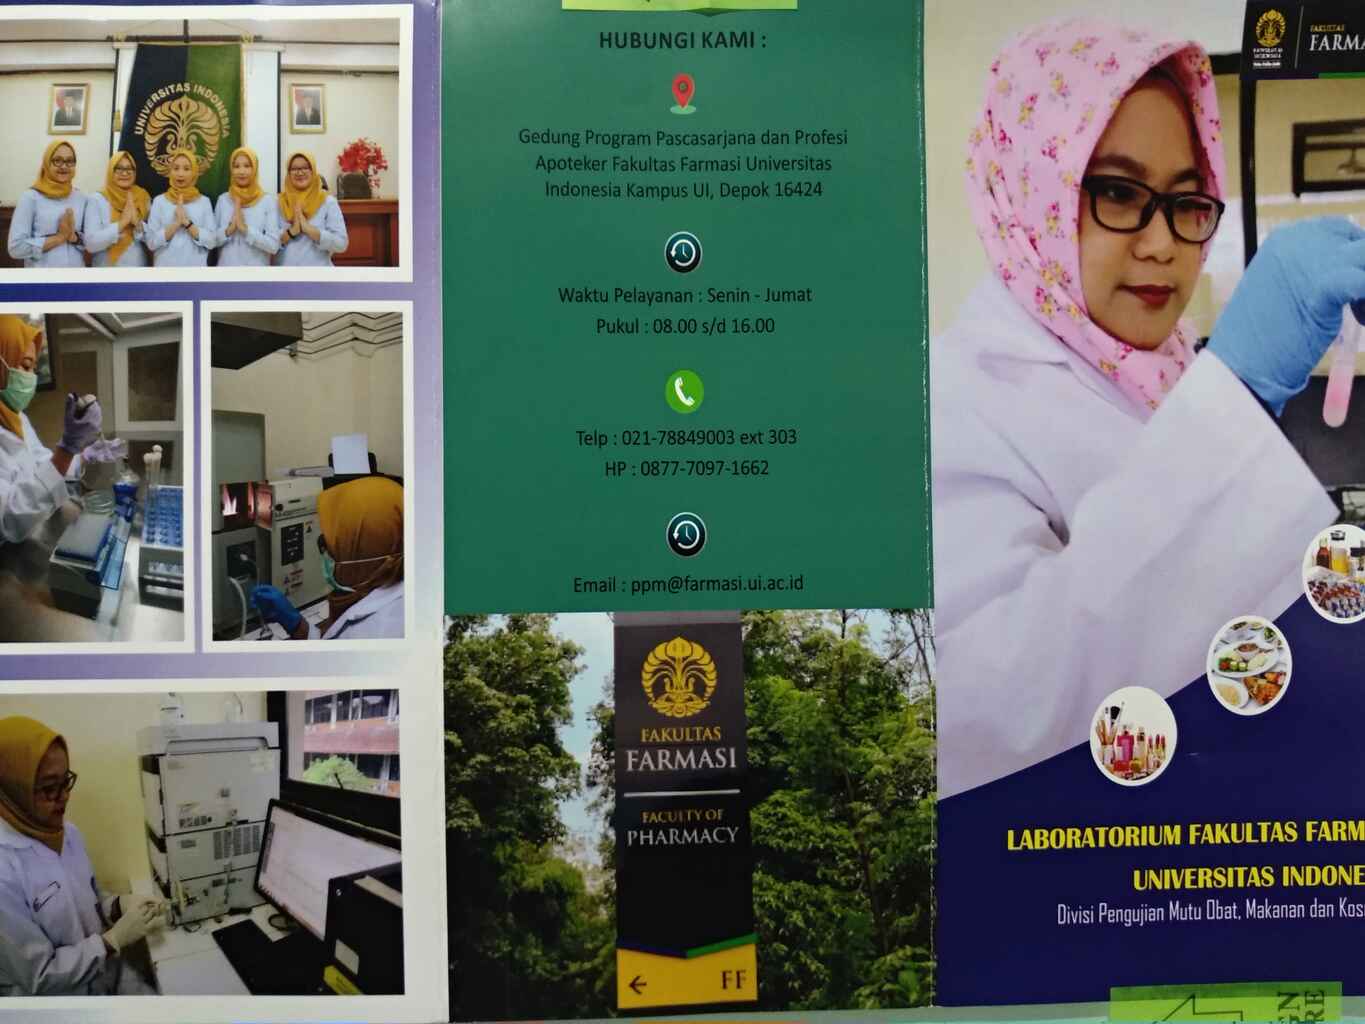 UNIVERSITAS INDONESIA
HUBUNGI KAMI :
Gedung Program Pascasarjana dan Profesi
Apoteker Fakultas Farmasi Universitas
Indonesia Kampus UI, Depok 16424
Waktu Pelayanan : Senin - Jumat
Pukul : 08.00 s/d 16.00
Telp : 021-78849003 ext 303
HP : 0877-7097-1662
Email : ppm@farmasi.ui.ac.id
FAKULTAS
FARMASI
FACULTY OF
PHARMACY
FF
UNIVERSITAS
INDONESIA
FAKULTAS
FARMA
LABORATORIUM FAKULTAS FARM
UNIVERSITAS INDONE
Divisi Pengujian Mutu Obat, Makanan dan Kos